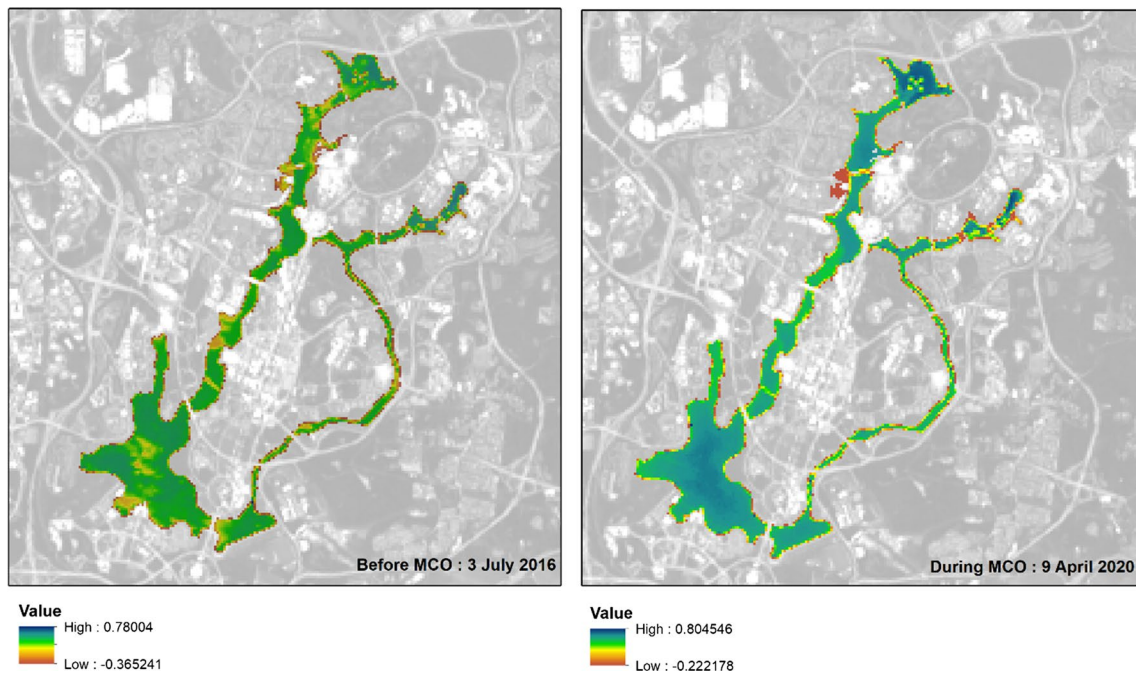 Before MCO : 3 July 2016
During MCO : 9 April 2020
Value
High : 0.78004
Low : -0.365241
Value
High : 0.804546
Low : -0.222178